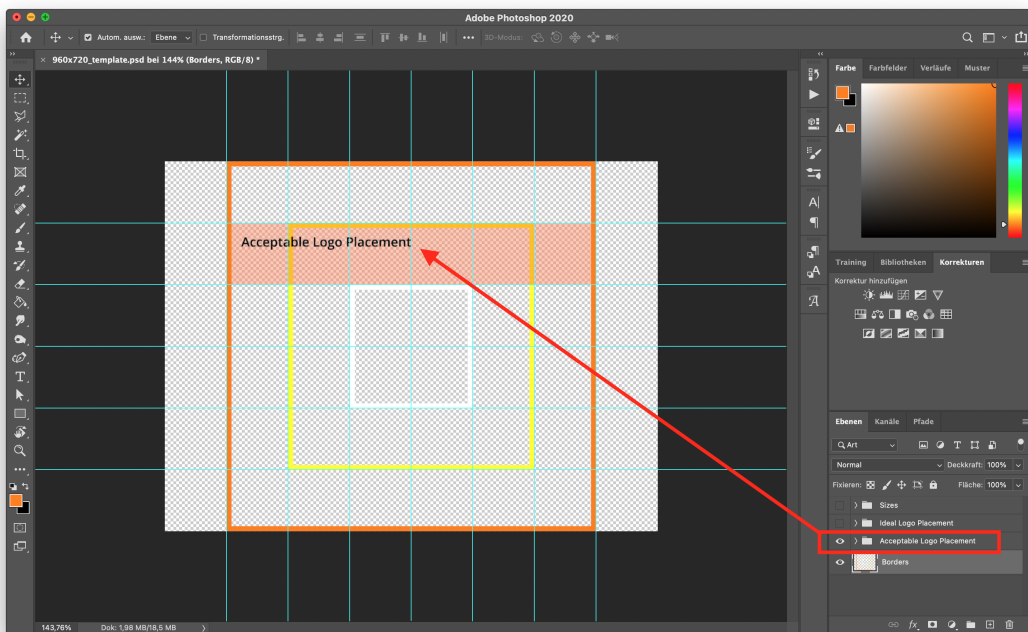 Adobe Photoshop 2020
Autom. ausw.: Ebene Transformationsstrg. 3D-Modus:
960x720_template.psd bei 144% (Borders, RGB/8) *
Acceptable Logo Placement
143,76% Dok: 1,98 MB/18,5 MB
Farbe Farbfelder Verläufe Muster
Training Bibliotheken Korrekturen
Korrektur hinzufügen
Ebenen Kanäle Pfade
Art
Normal Deckkraft: 100%
Fixieren: Fläche: 100%
Sizes
Ideal Logo Placement
Acceptable Logo Placement
Borders
fx